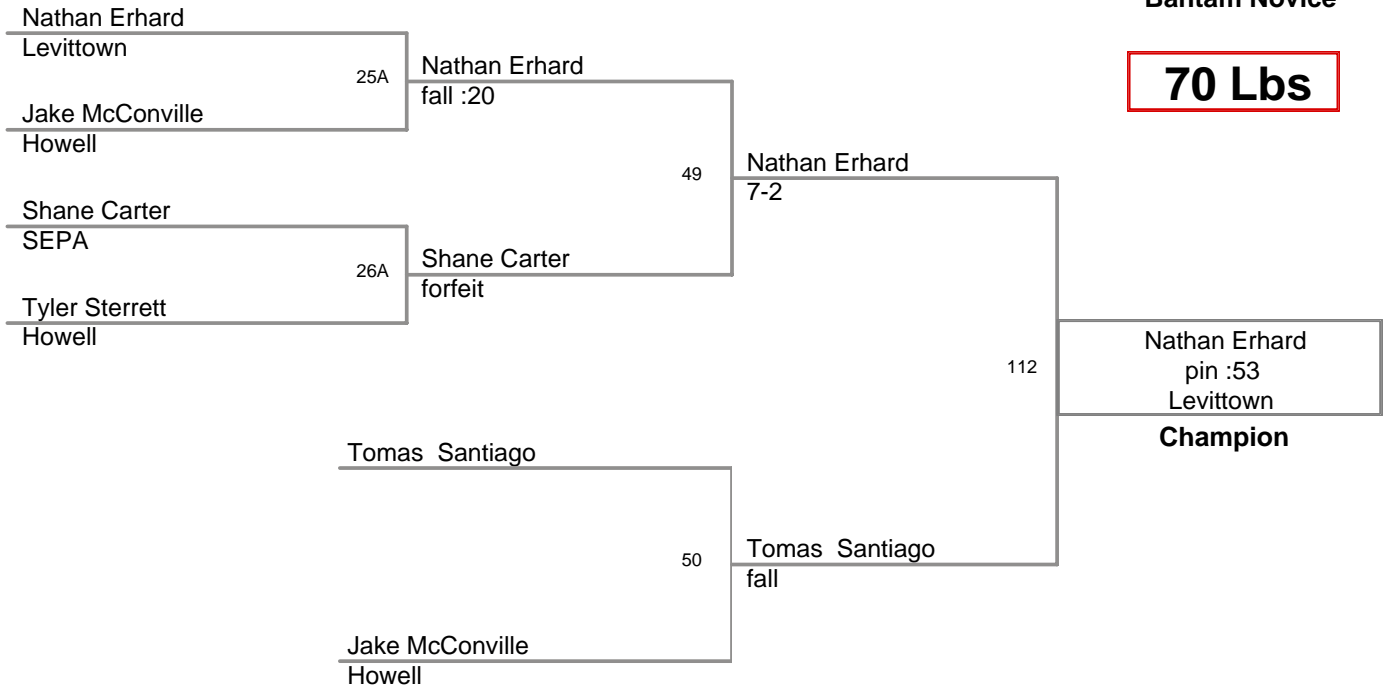 Bantam Novice
70 Lbs
Nathan Erhard
Levittown
25A
Jake McConville
Howell
Nathan Erhard
fall :20
49
Shane Carter
SEPA
26A
Tyler Sterrett
Howell
Shane Carter
forfeit
Nathan Erhard
7-2
112
Tomas  Santiago
50
Jake McConville
Howell
Tomas  Santiago
fall
Nathan Erhard
pin :53
Levittown
Champion